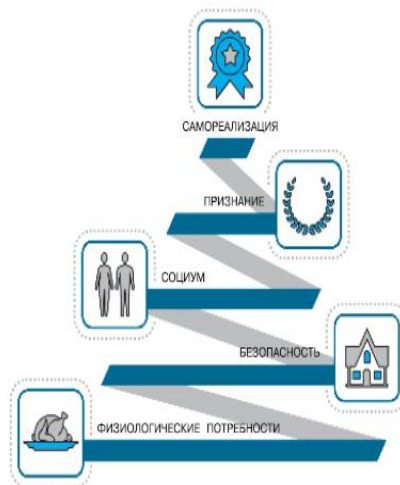 САМОРЕАЛИЗАЦИЯ
ПРИЗНАНИЕ
СОЦИУМ
БЕЗОПАСНОСТЬ
ФИЗИОЛОГИЧЕСКИЕ ПОТРЕБНОСТИ